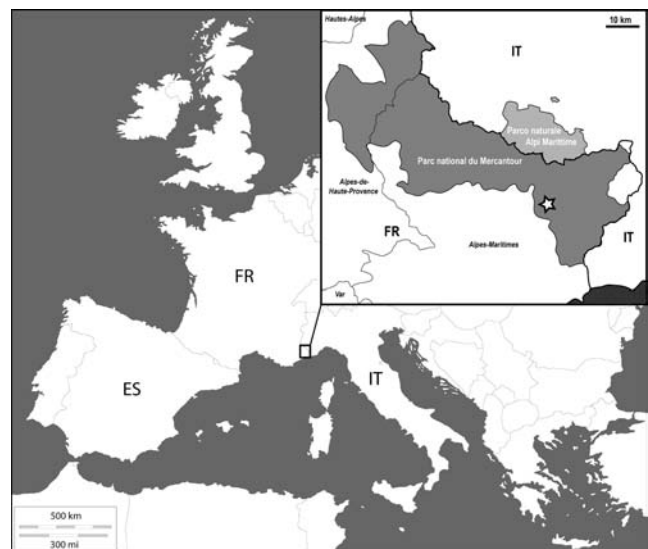 10 km
Hautes-Alpes
IT
Parco naturale
Alpi Marittime
Parc national du Mercantour
Alpes-de-
Haute-Provence
FR
Alpes-Maritimes
IT
Var
FR
ES
IT
500 km
300 mi